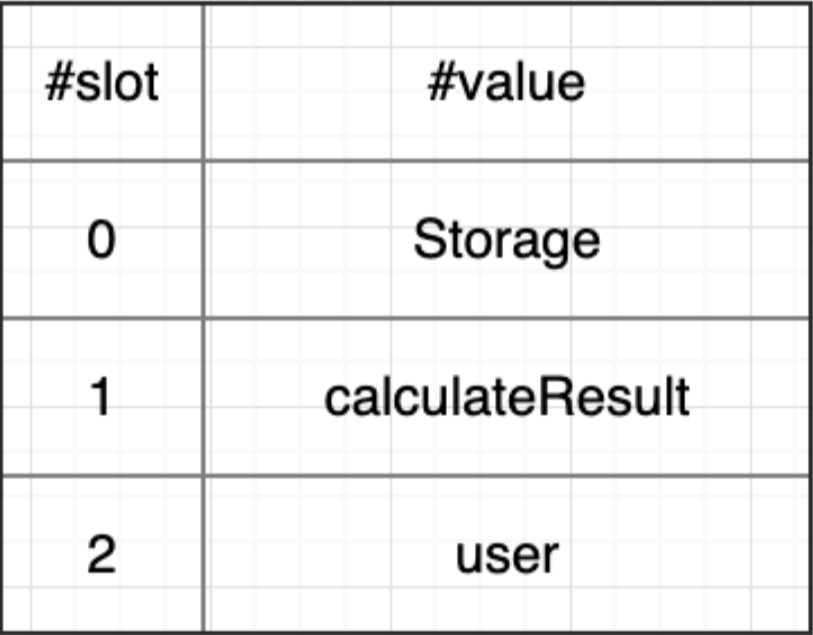 #slot #value
0 Storage
1 calculateResult
2 user